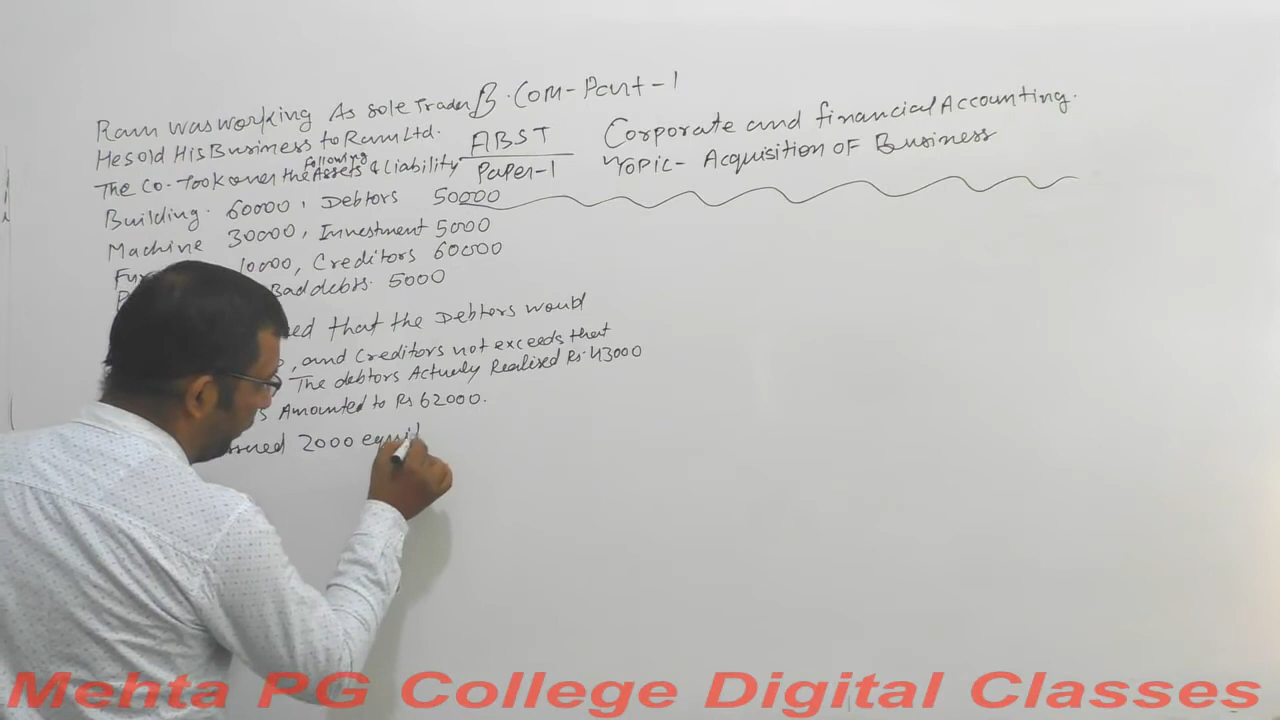 Ram was working As sole Trader
He sold His Business to Ram Ltd.
The Co. Took over the Following Assets & Liability
Building. 60000, Debtors 50000
Machine 30000, Investment 5000
10000, Creditors 60000
Bad debts. 5000
that the Debtors would
, and Creditors not exceeds that
The debtors Actually Realised Rs. 43000
Amounted to Rs 62000.
2000
B.Com-Part-1
ABST
Paper-1
Corporate and financial Accounting.
Topic- Acquisition OF Business
Mehta PG College Digital Classes